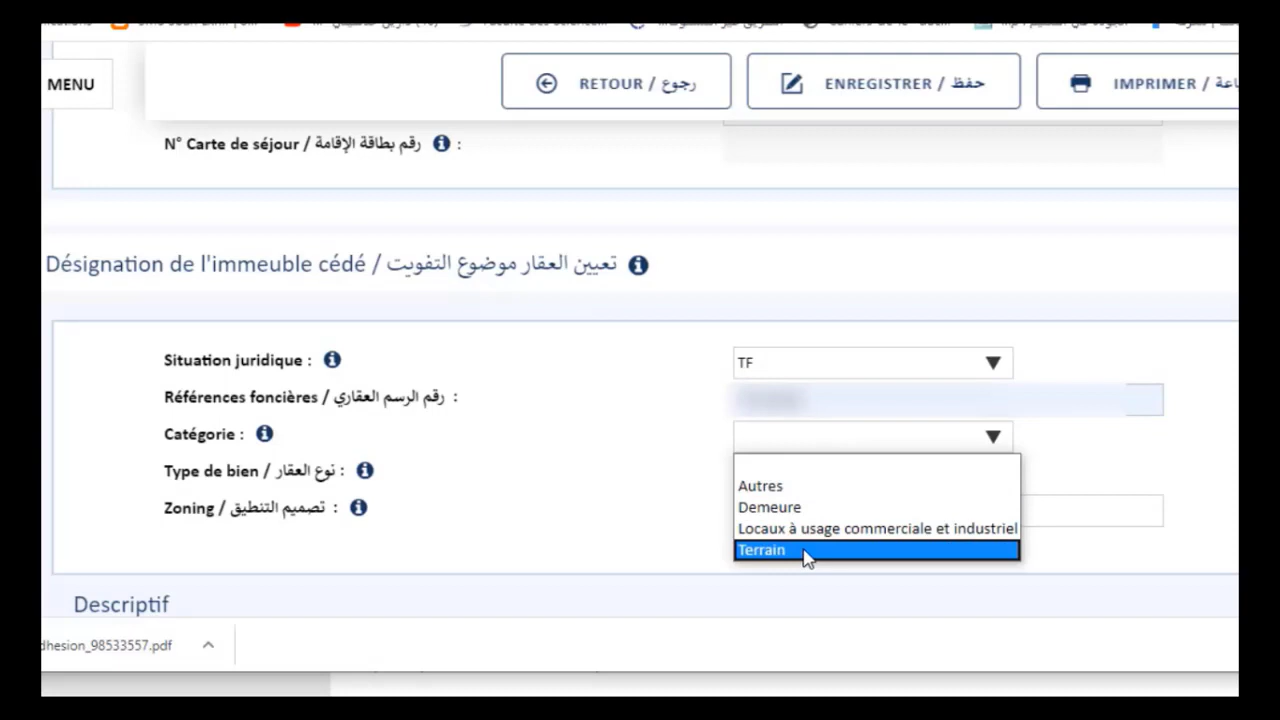 MENU
RETOUR / رجوع
ENREGISTRER / حفظ
IMPRIMER /
N° Carte de séjour / رقم بطاقة الإقامة :
Désignation de l'immeuble cédé / تعيين العقار موضوع التفويت
Situation juridique :
TF
Références foncières / رقم الرسم العقاري :
Catégorie :
Type de bien / نوع العقار :
Zoning / تصميم التنطيق :
Autres
Demeure
Locaux à usage commerciale et industriel
Terrain
Descriptif
dhesion_98533557.pdf